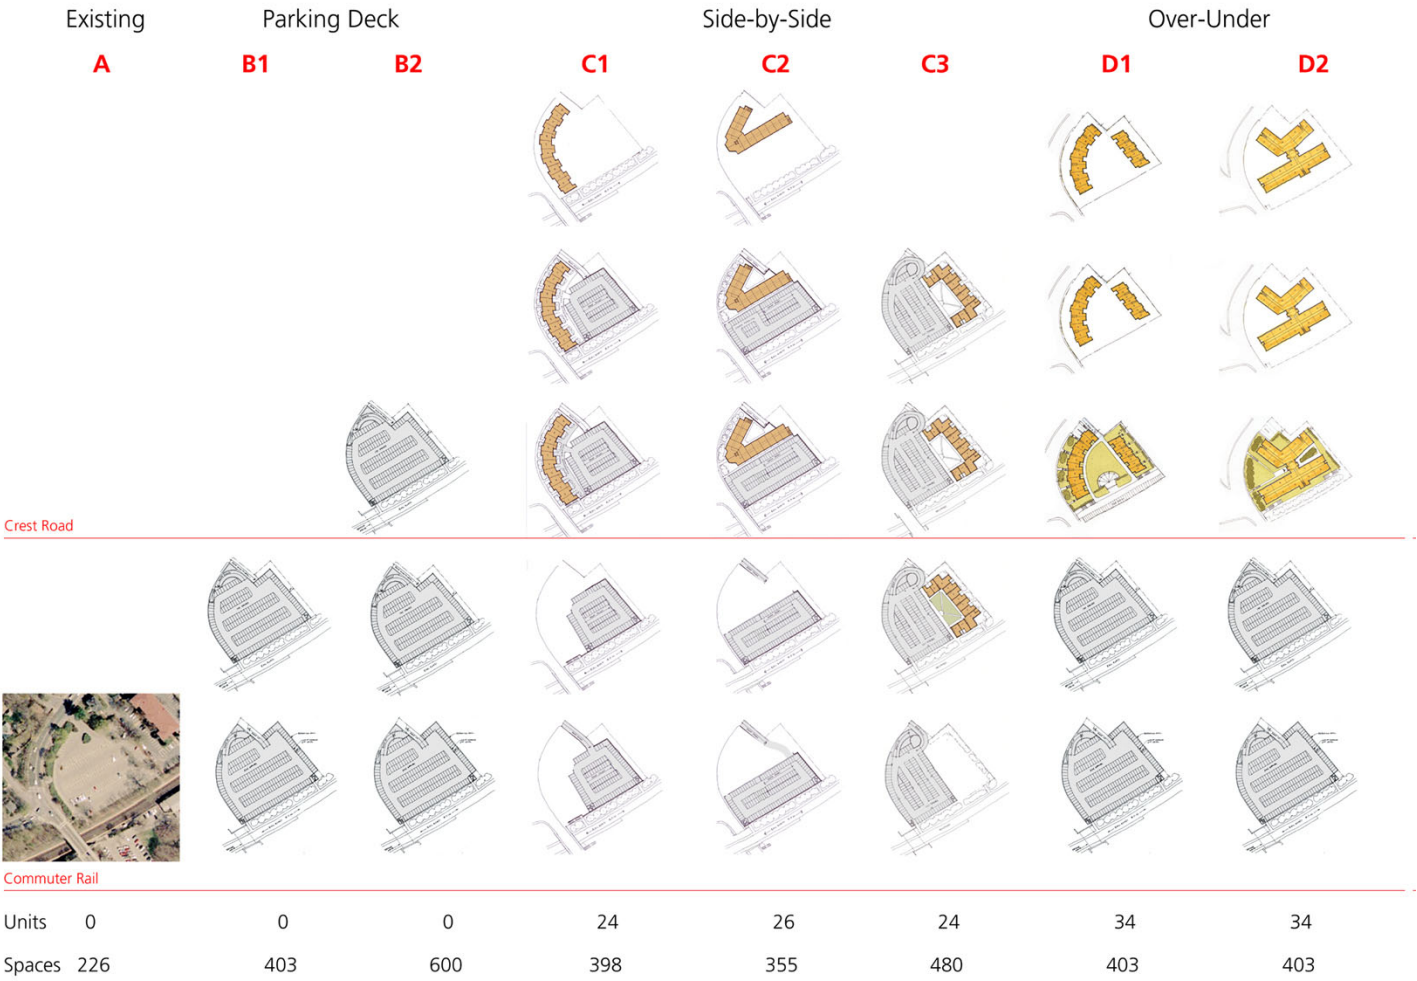 Existing Parking Deck Side-by-Side Over-Under
A B1 B2 C1 C2 C3 D1 D2
Crest Road
Commuter Rail
Units 0 0 0 24 26 24 34 34
Spaces 226 403 600 398 355 480 403 403